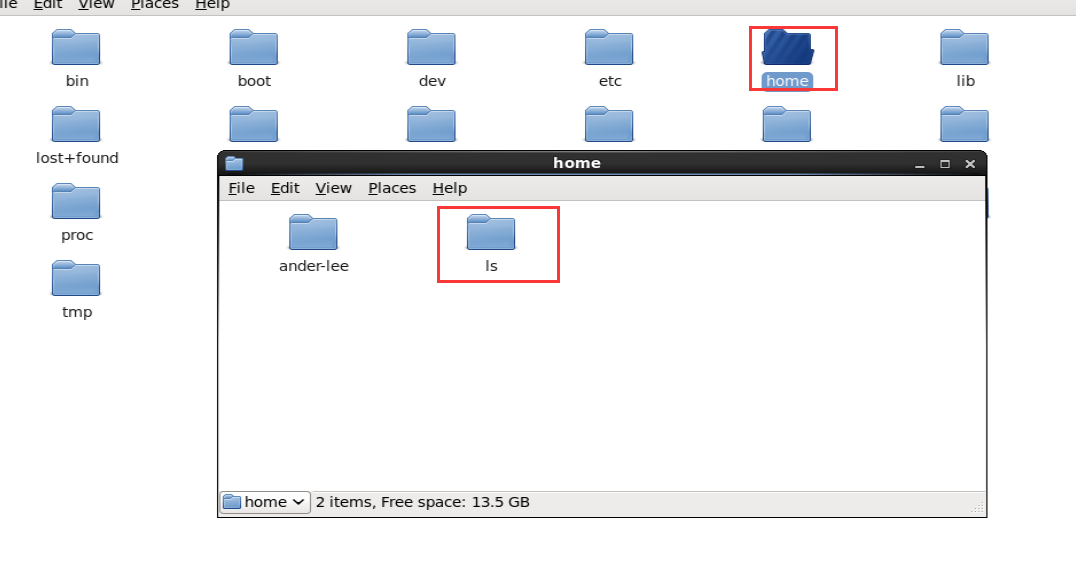 Edit View Places Help
bin boot dev etc home lib
lost+found
home
File Edit View Places Help
proc
ander-lee ls
tmp
home 2 items, Free space: 13.5 GB